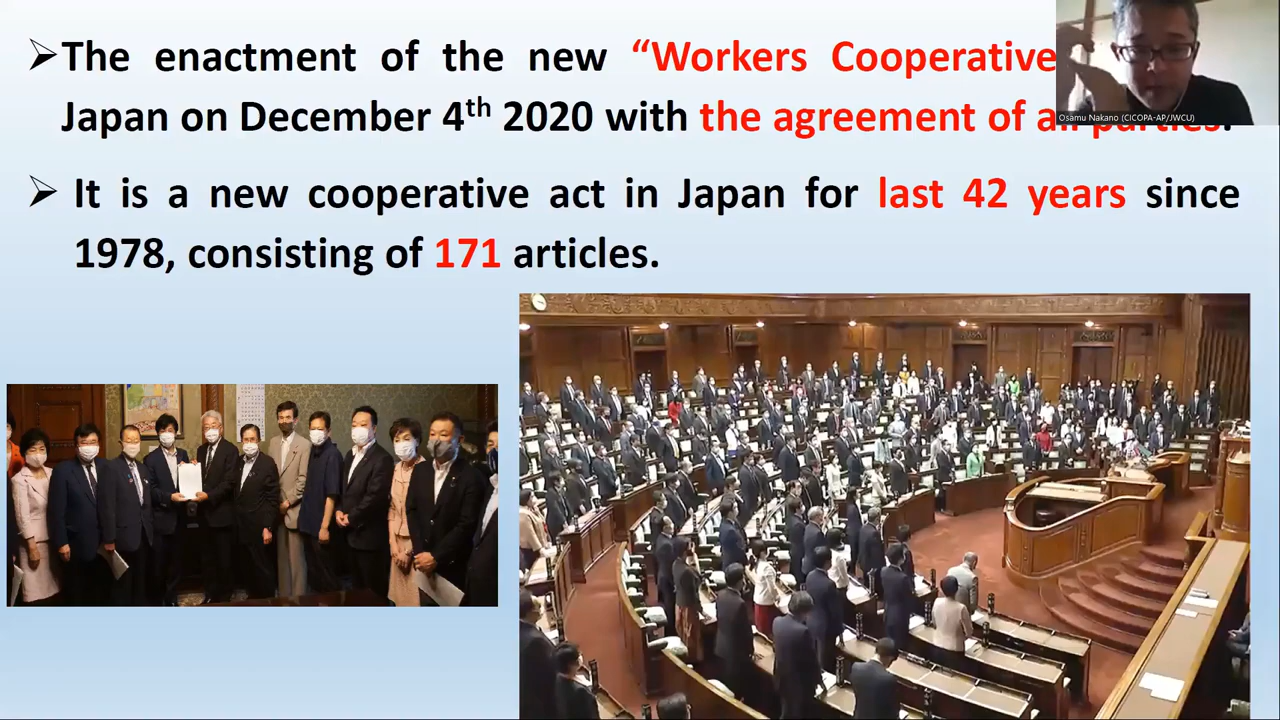 ➢The enactment of the new “Workers Cooperative
Japan on December 4th 2020 with the agreement of all parties.
➢ It is a new cooperative act in Japan for last 42 years since
1978, consisting of 171 articles.
Osamu Nakano (CICOPA-AP/JWCU)